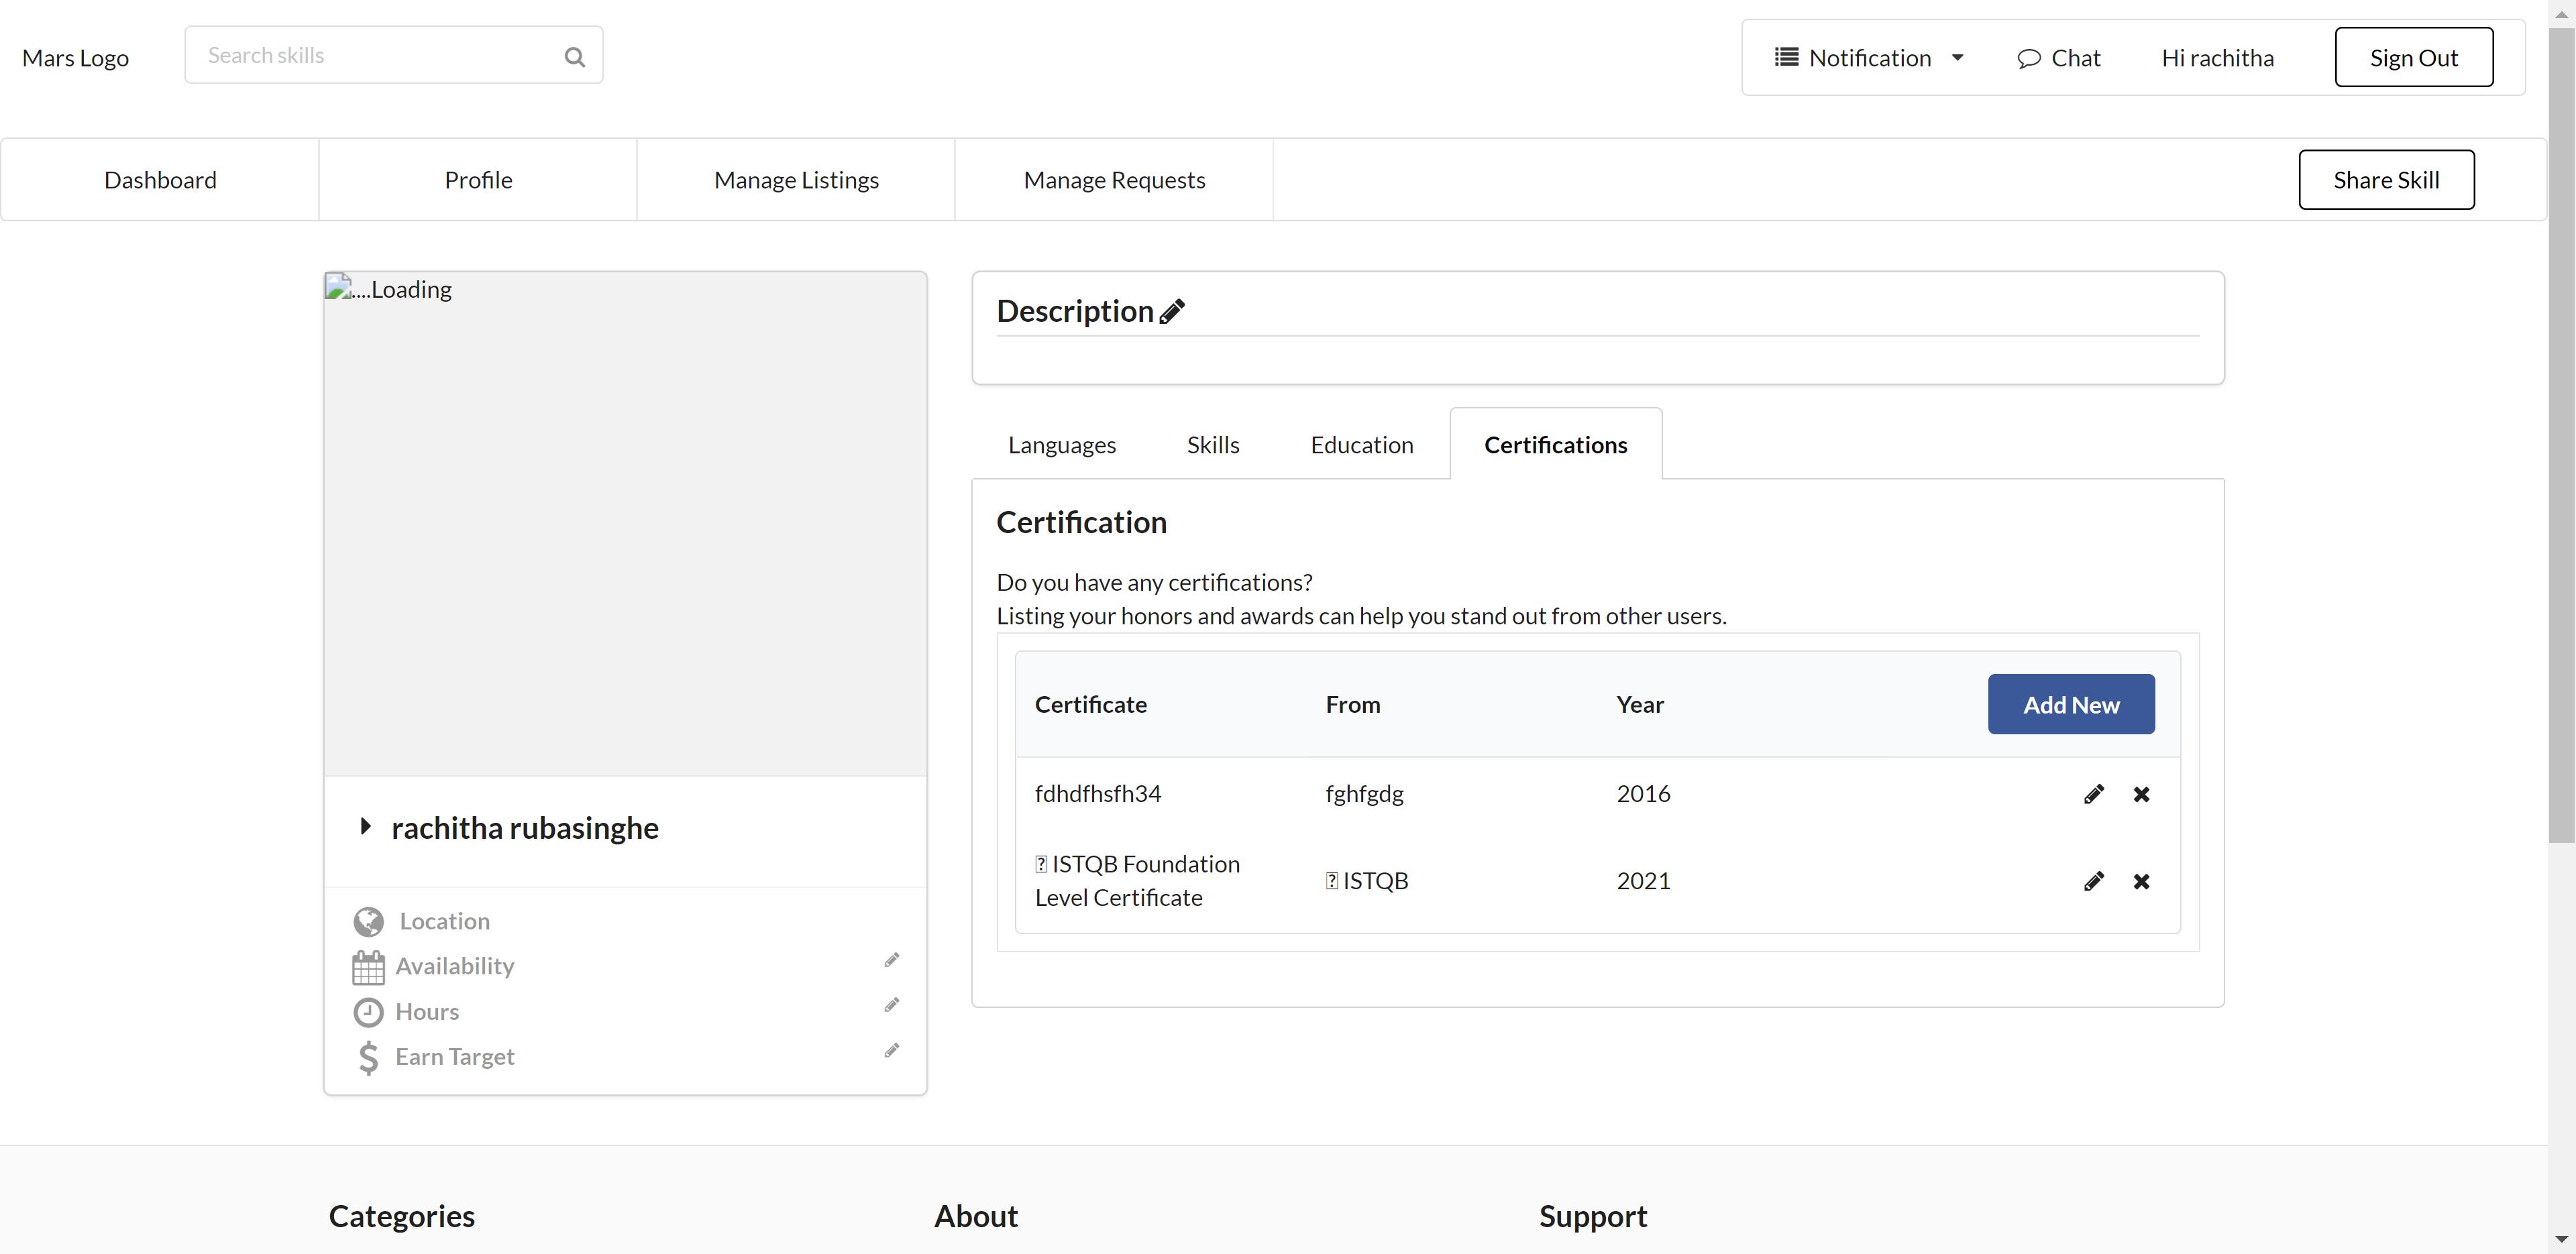 Mars Logo
Search skills
Notification
Chat
Hi rachitha
Sign Out
Dashboard
Profile
Manage Listings
Manage Requests
Share Skill
....Loading
rachitha rubasinghe
Location
Availability
Hours
Earn Target
Description
Languages
Skills
Education
Certifications
Certification
Do you have any certifications?
Listing your honors and awards can help you stand out from other users.
Certificate
From
Year
Add New
fdhdfhsfh34
fghfgdg
2016
ISTQB Foundation
Level Certificate
ISTQB
2021
Categories
About
Support